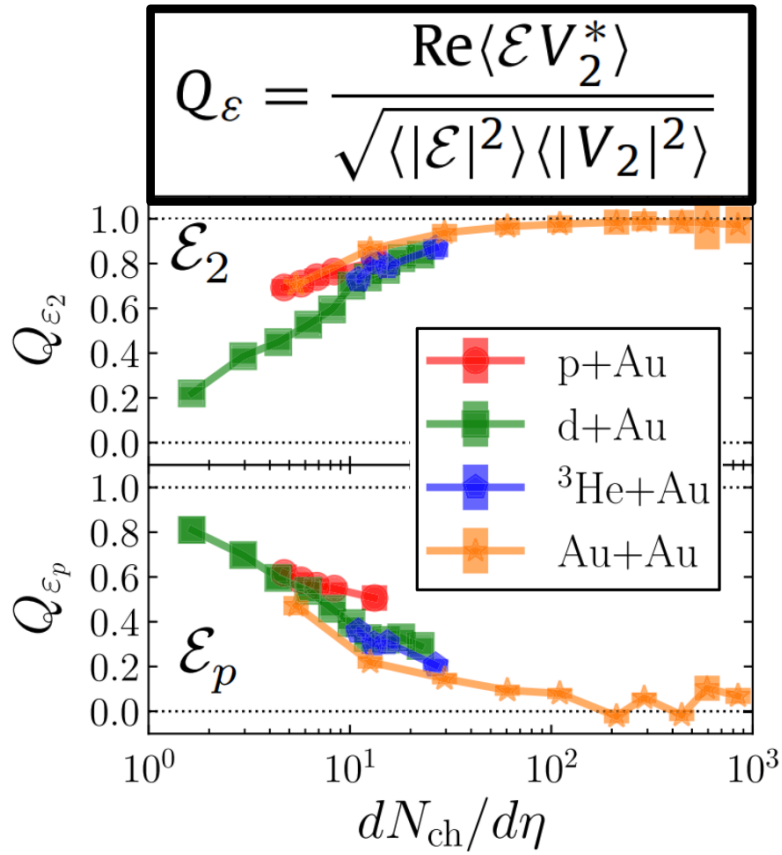 Q_ε = Re⟨ℰV₂*⟩ / √⟨|ℰ|²⟩⟨|V₂|²⟩
1.0
0.8
0.6
0.4
0.2
0.0
Q_ε₂
ℰ₂
p+Au
d+Au
³He+Au
Au+Au
1.0
0.8
0.6
0.4
0.2
0.0
Q_εₚ
ℰₚ
10⁰ 10¹ 10² 10³
dN_ch/dη